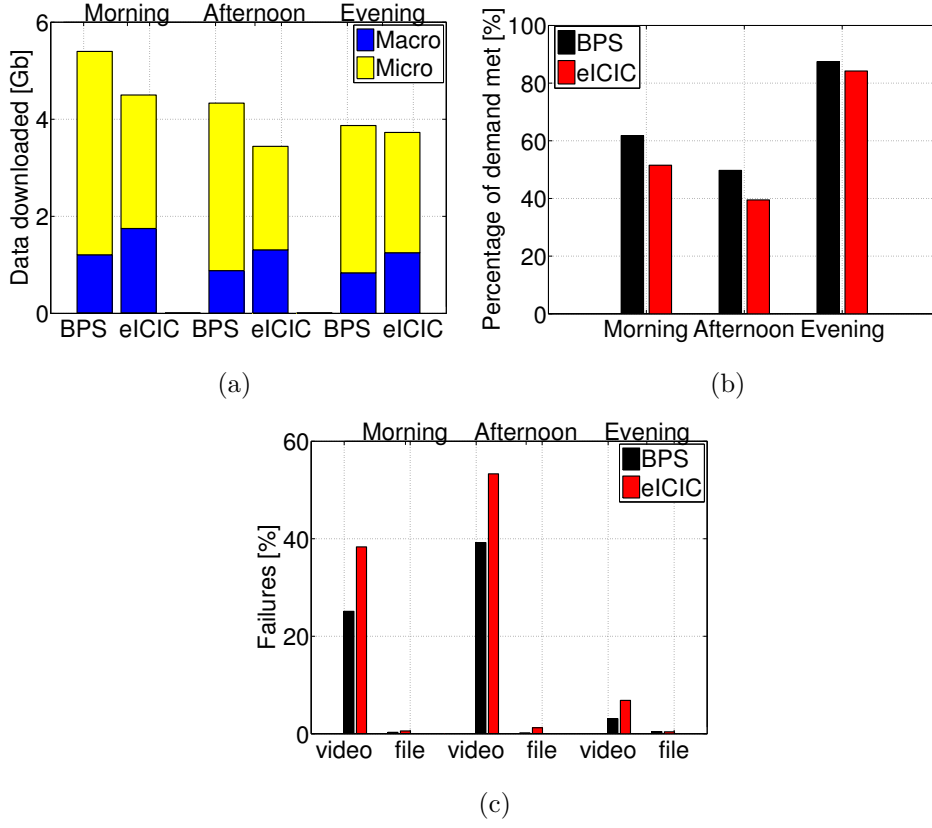 Morning Afternoon Evening
6
4
2
0
Data downloaded [Gb]
Macro
Micro
BPS eICIC BPS eICIC BPS eICIC
(a)
100
80
60
40
20
0
Percentage of demand met [%]
BPS
eICIC
Morning Afternoon Evening
(b)
Morning Afternoon Evening
60
40
20
0
Failures [%]
BPS
eICIC
video file video file video file
(c)